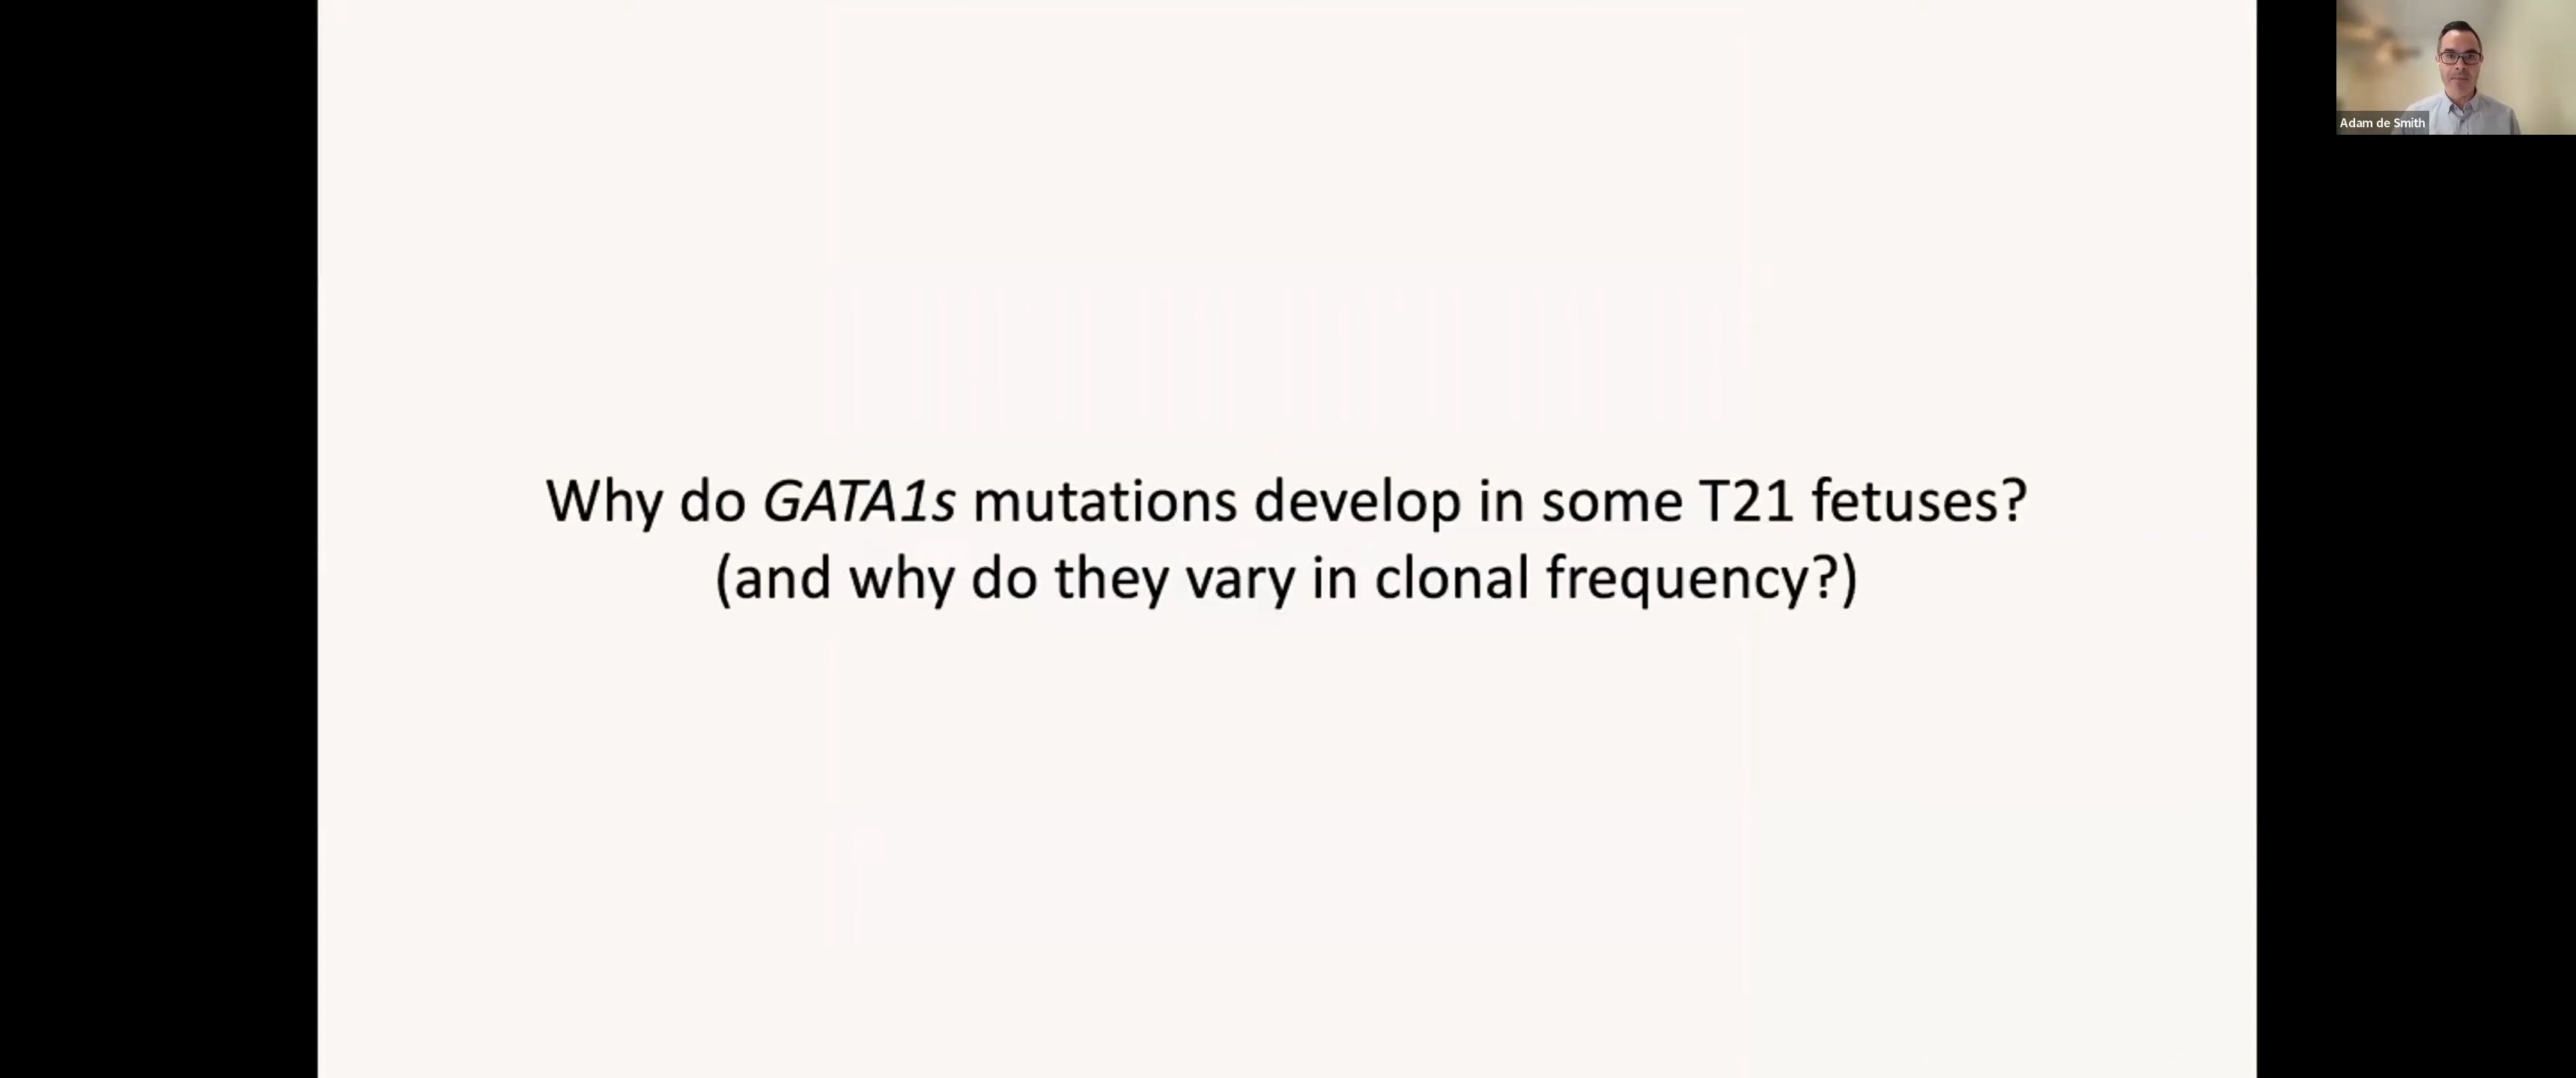 Why do GATA1s mutations develop in some T21 fetuses?
(and why do they vary in clonal frequency?)
Adam de Smith